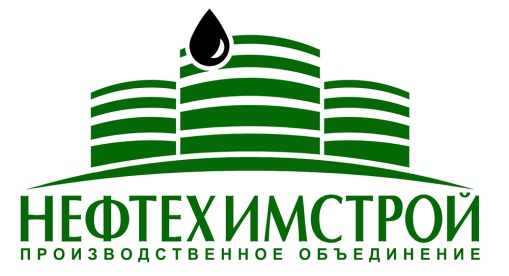 НЕФТЕХИМСТРОЙ
ПРОИЗВОДСТВЕННОЕ ОБЪЕДИНЕНИЕ